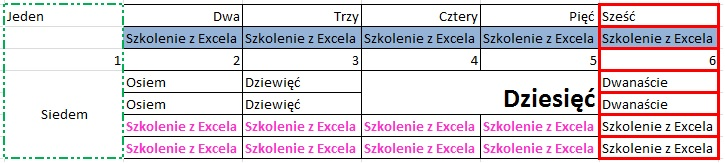 Jeden Dwa Trzy Cztery Pięć Sześć
Szkolenie z Excela Szkolenie z Excela Szkolenie z Excela Szkolenie z Excela Szkolenie z Excela
1 2 3 4 5 6
Siedem Osiem Dziewięć Dziesięć Dwanaście
Osiem Dziewięć Dwanaście
Szkolenie z Excela Szkolenie z Excela Szkolenie z Excela Szkolenie z Excela Szkolenie z Excela
Szkolenie z Excela Szkolenie z Excela Szkolenie z Excela Szkolenie z Excela Szkolenie z Excela